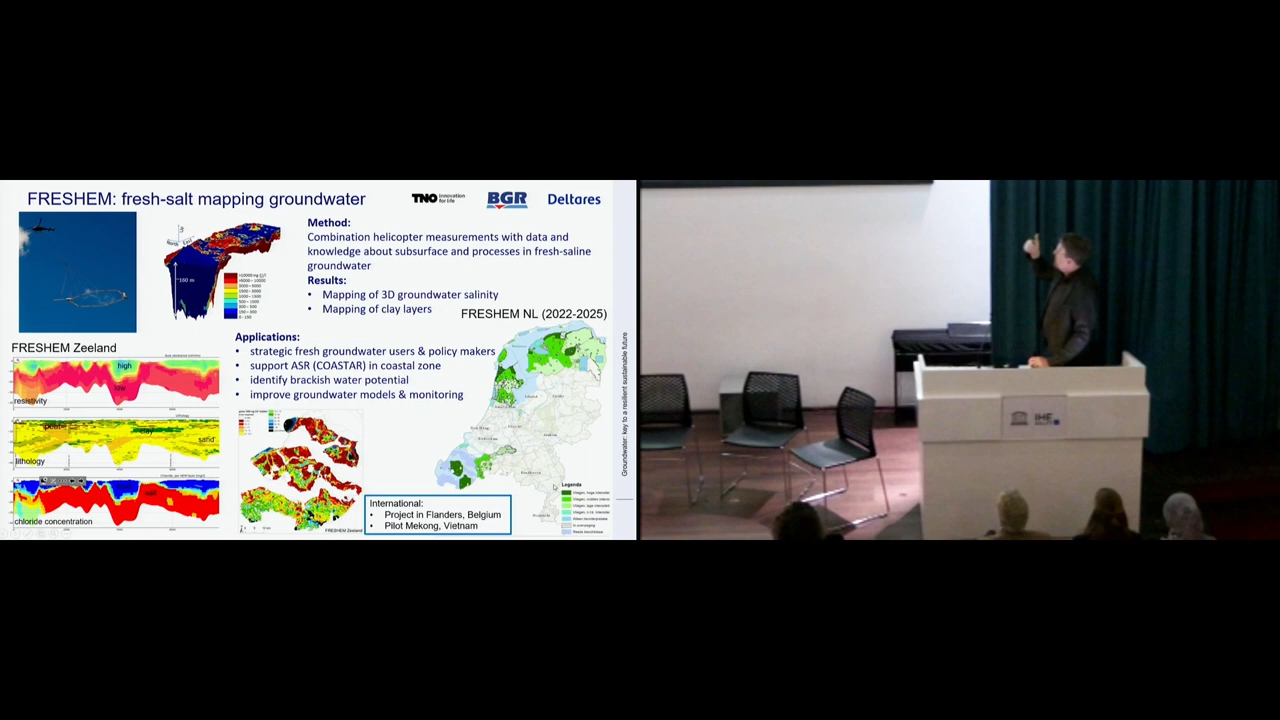 FRESHEM: fresh-salt mapping groundwater
TNO innovation for life
BGR
Deltares
Method:
Combination helicopter measurements with data and
knowledge about subsurface and processes in fresh-saline
groundwater
Results:
• Mapping of 3D groundwater salinity
• Mapping of clay layers
~150 m
FRESHEM NL (2022-2025)
Applications:
• strategic fresh groundwater users & policy makers
• support ASR (COASTAR) in coastal zone
• identify brackish water potential
• improve groundwater models & monitoring
FRESHEM Zeeland
high
low
resistivity
clay
sand
lithology
chloride concentration
FRESHEM Zeeland
International:
• Project in Flanders, Belgium
• Pilot Mekong, Vietnam
Legenda
Groundwater: key to a resilient sustainable future
IHE